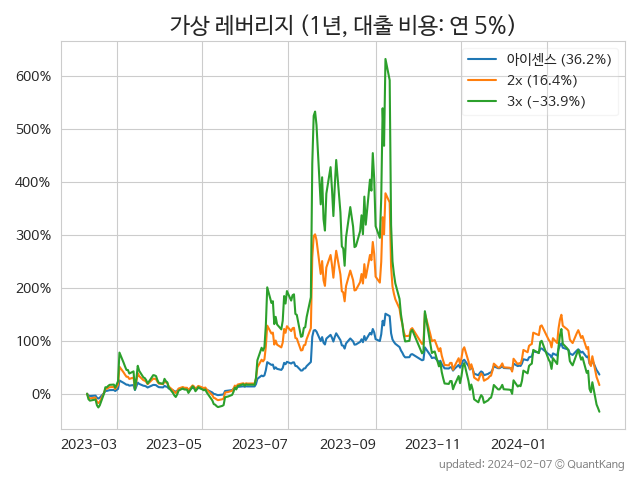 가상 레버리지 (1년, 대출 비용: 연 5%)
아이센스 (36.2%)
2x (16.4%)
3x (-33.9%)
600%
500%
400%
300%
200%
100%
0%
2023-03 2023-05 2023-07 2023-09 2023-11 2024-01
updated: 2024-02-07 © QuantKang